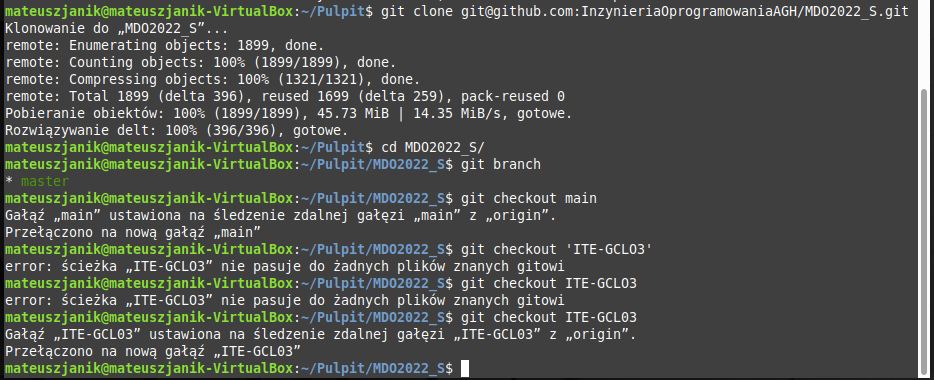 mateuszjanik@mateuszjanik-VirtualBox:~/Pulpit$ git clone git@github.com:InzynieriaOprogramowaniaAGH/MDO2022_S.git
Klonowanie do „MDO2022_S”...
remote: Enumerating objects: 1899, done.
remote: Counting objects: 100% (1899/1899), done.
remote: Compressing objects: 100% (1321/1321), done.
remote: Total 1899 (delta 396), reused 1699 (delta 259), pack-reused 0
Pobieranie obiektów: 100% (1899/1899), 45.73 MiB | 14.35 MiB/s, gotowe.
Rozwiązywanie delt: 100% (396/396), gotowe.
mateuszjanik@mateuszjanik-VirtualBox:~/Pulpit$ cd MDO2022_S/
mateuszjanik@mateuszjanik-VirtualBox:~/Pulpit/MDO2022_S$ git branch
* master
mateuszjanik@mateuszjanik-VirtualBox:~/Pulpit/MDO2022_S$ git checkout main
Gałąź „main” ustawiona na śledzenie zdalnej gałęzi „main” z „origin”.
Przełączono na nową gałąź „main”
mateuszjanik@mateuszjanik-VirtualBox:~/Pulpit/MDO2022_S$ git checkout 'ITE-GCLO3'
error: ścieżka „ITE-GCLO3” nie pasuje do żadnych plików znanych gitowi
mateuszjanik@mateuszjanik-VirtualBox:~/Pulpit/MDO2022_S$ git checkout ITE-GCLO3
error: ścieżka „ITE-GCLO3” nie pasuje do żadnych plików znanych gitowi
mateuszjanik@mateuszjanik-VirtualBox:~/Pulpit/MDO2022_S$ git checkout ITE-GCL03
Gałąź „ITE-GCL03” ustawiona na śledzenie zdalnej gałęzi „ITE-GCL03” z „origin”.
Przełączono na nową gałąź „ITE-GCL03”
mateuszjanik@mateuszjanik-VirtualBox:~/Pulpit/MDO2022_S$